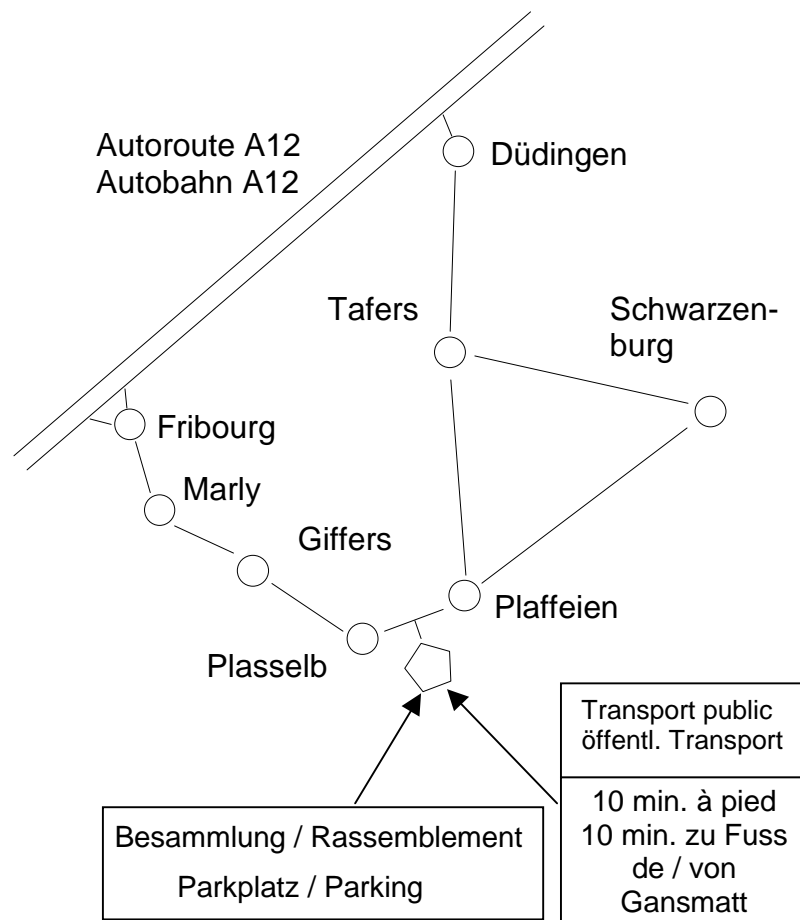 Autoroute A12
Autobahn A12
Düdingen
Tafers
Schwarzen-
burg
Fribourg
Marly
Giffers
Plaffeien
Plasselb
Transport public
öffentl. Transport
10 min. à pied
10 min. zu Fuss
de / von
Gansmatt
Besammlung / Rassemblement
Parkplatz / Parking